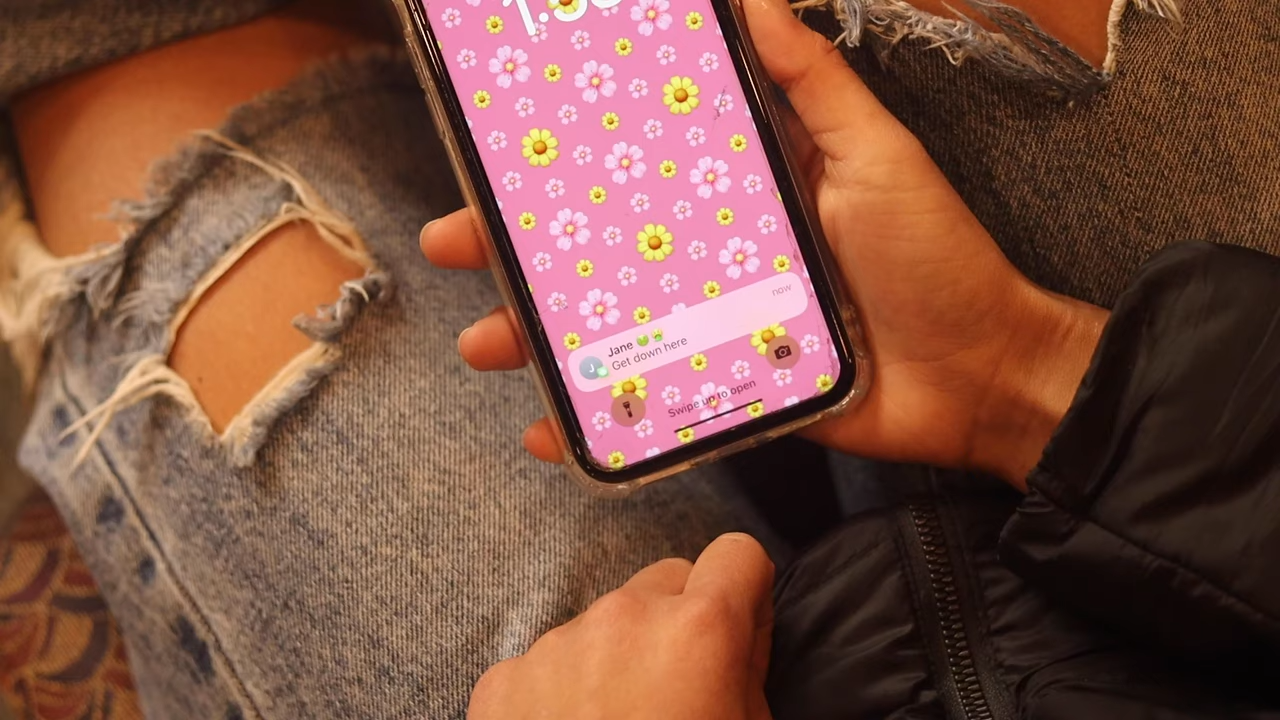 now
Jane 🤢🤮
J
Get down here
Swipe up to open